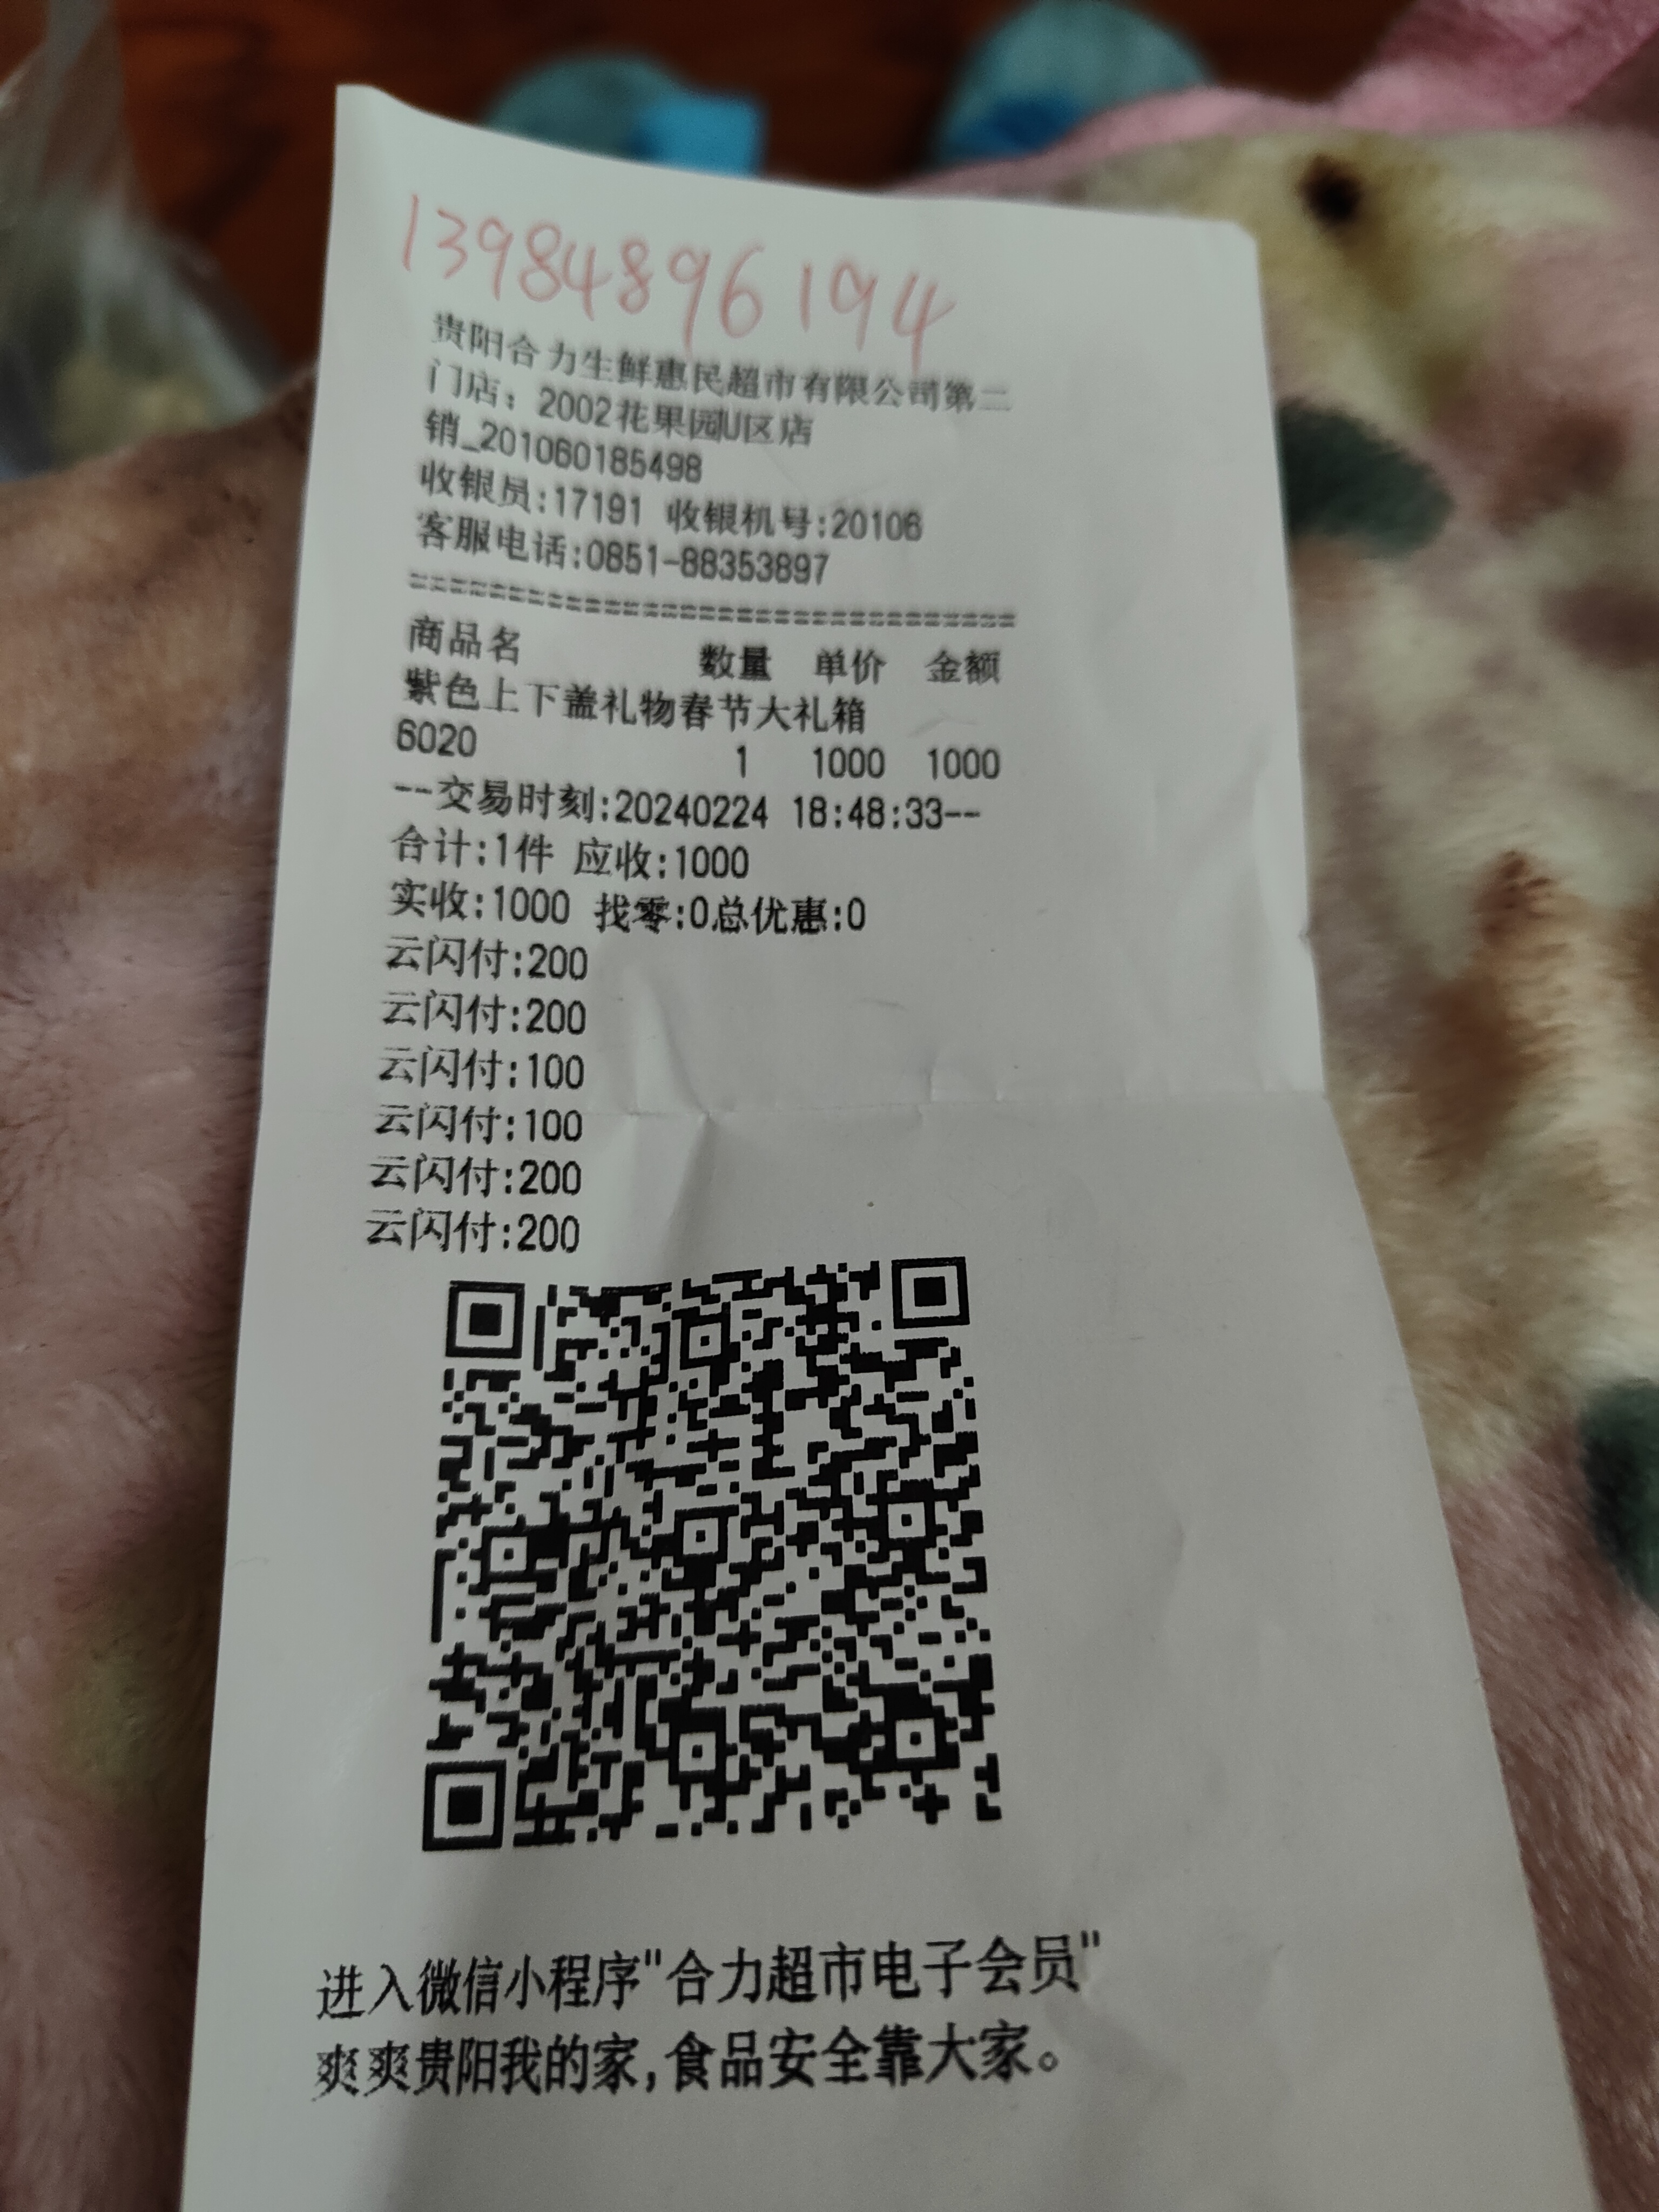 13984896194
贵阳合力生鲜惠民超市有限公司第二
门店：2002花果园U区店
销_201060185498
收银员:17191 收银机号:20106
客服电话:0851-88353897
================================
商品名 数量 单价 金额
紫色上下盖礼物春节大礼箱
6020 1 1000 1000
--交易时刻:20240224 18:48:33--
合计:1件 应收:1000
实收:1000 找零:0总优惠:0
云闪付:200
云闪付:200
云闪付:100
云闪付:100
云闪付:200
云闪付:200
进入微信小程序"合力超市电子会员"
爽爽贵阳我的家,食品安全靠大家。